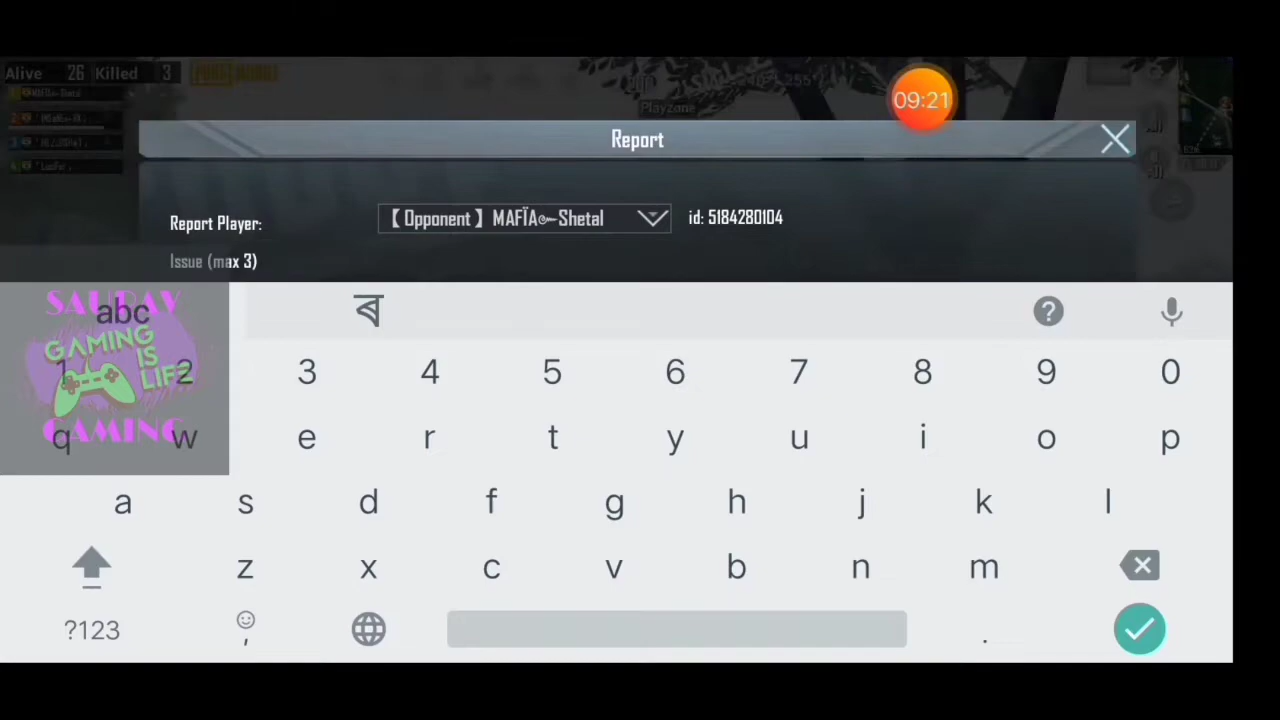 Alive 26 Killed 3
09:21
Playzone
Report
Report Player:
【Opponent】MAFÏA๛Shetal
id: 5184280104
Issue (max 3)
SAURAV
GAMING
IS
LIFE
GAMING
abc
ৰ
?
1 2 3 4 5 6 7 8 9 0
q w e r t y u i o p
a s d f g h j k l
z x c v b n m
?123 , .